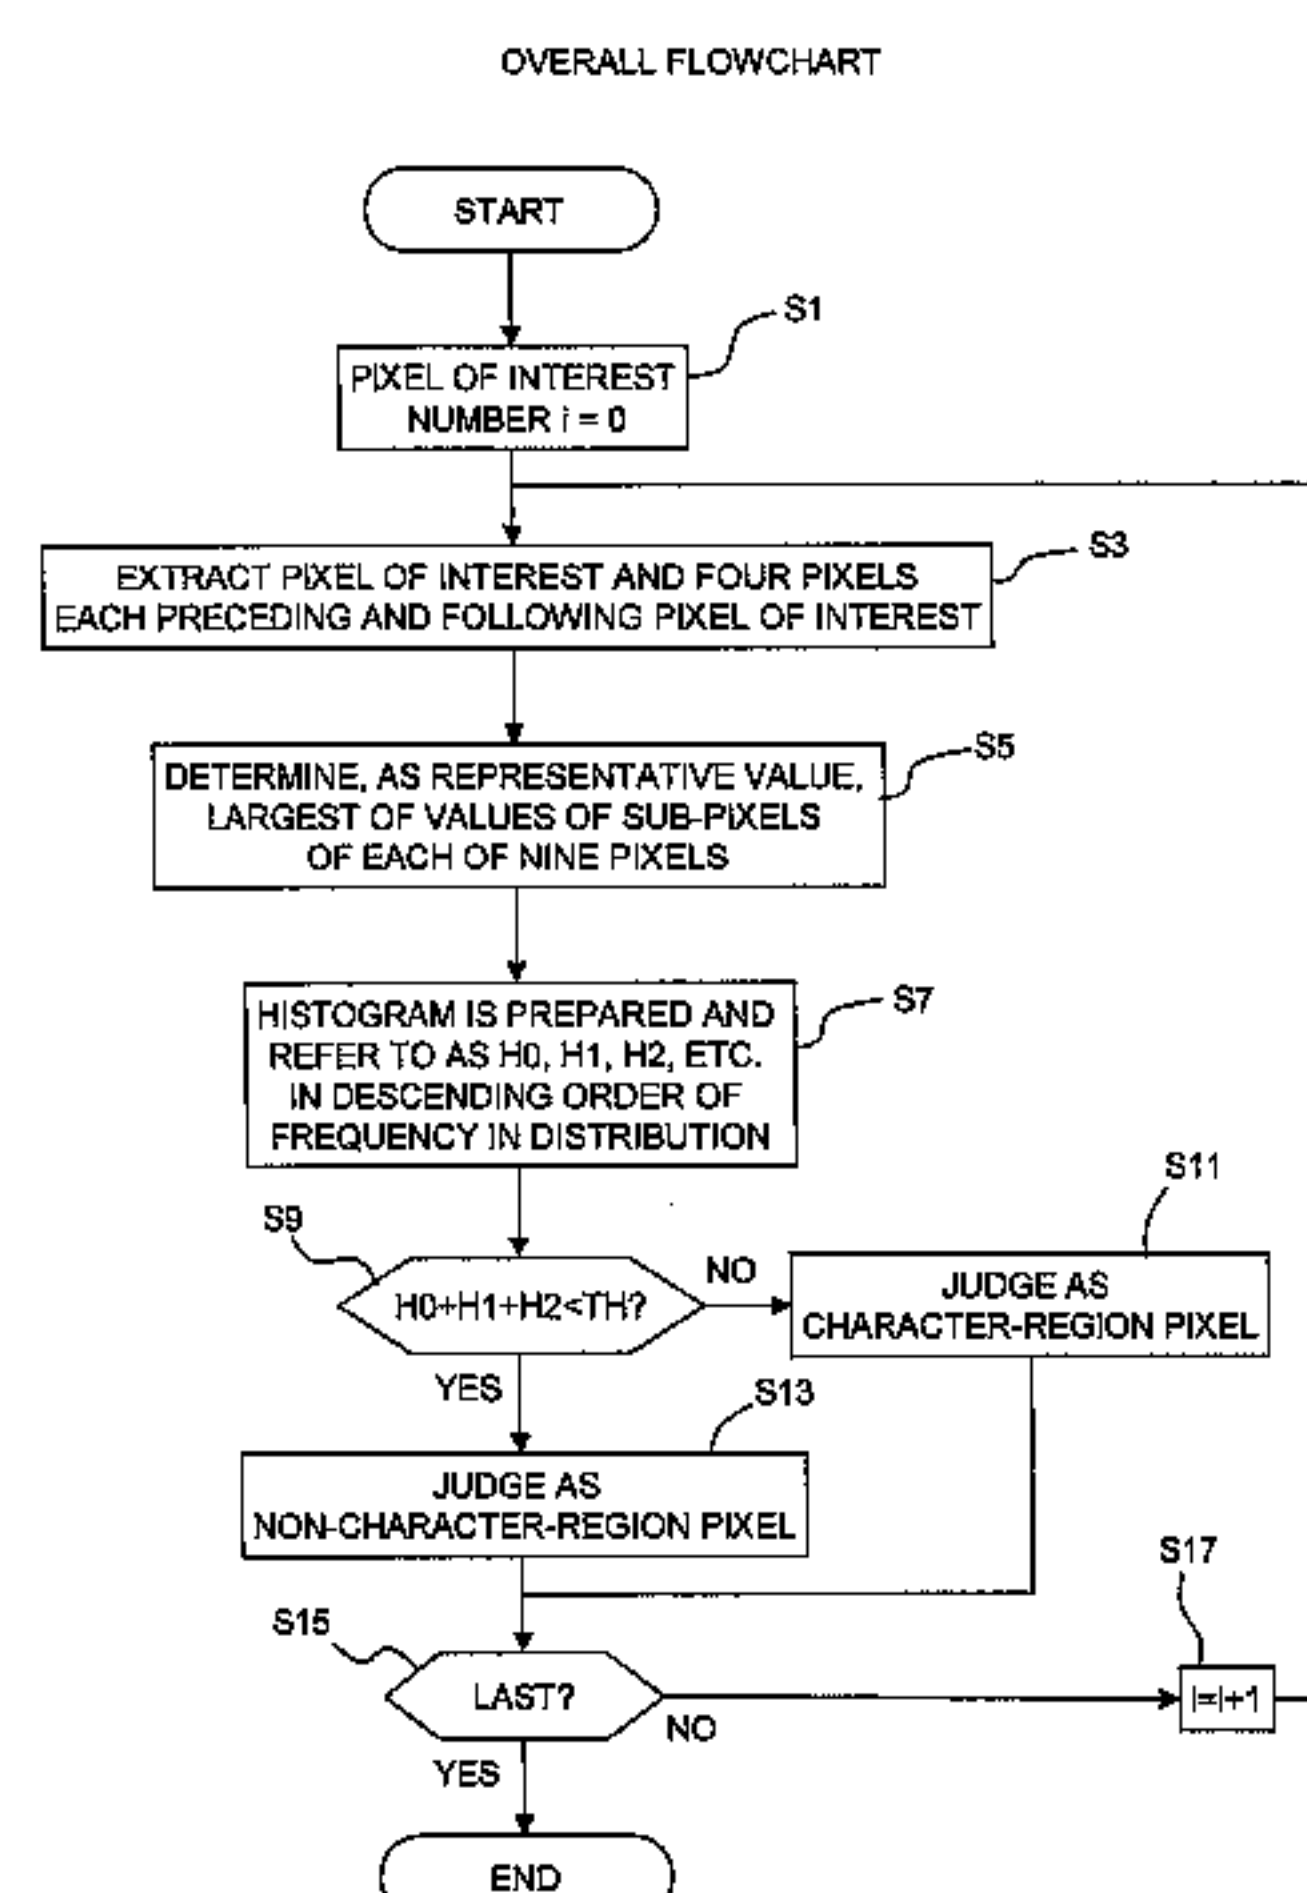 OVERALL FLOWCHART
START
S1
PIXEL OF INTEREST
NUMBER i = 0
S3
EXTRACT PIXEL OF INTEREST AND FOUR PIXELS
EACH PRECEDING AND FOLLOWING PIXEL OF INTEREST
S5
DETERMINE, AS REPRESENTATIVE VALUE,
LARGEST OF VALUES OF SUB-PIXELS
OF EACH OF NINE PIXELS
S7
HISTOGRAM IS PREPARED AND
REFER TO AS H0, H1, H2, ETC.
IN DESCENDING ORDER OF
FREQUENCY IN DISTRIBUTION
S9
H0+H1+H2<TH?
NO
S11
JUDGE AS
CHARACTER-REGION PIXEL
YES
S13
JUDGE AS
NON-CHARACTER-REGION PIXEL
S15
LAST?
NO
S17
i=i+1
YES
END